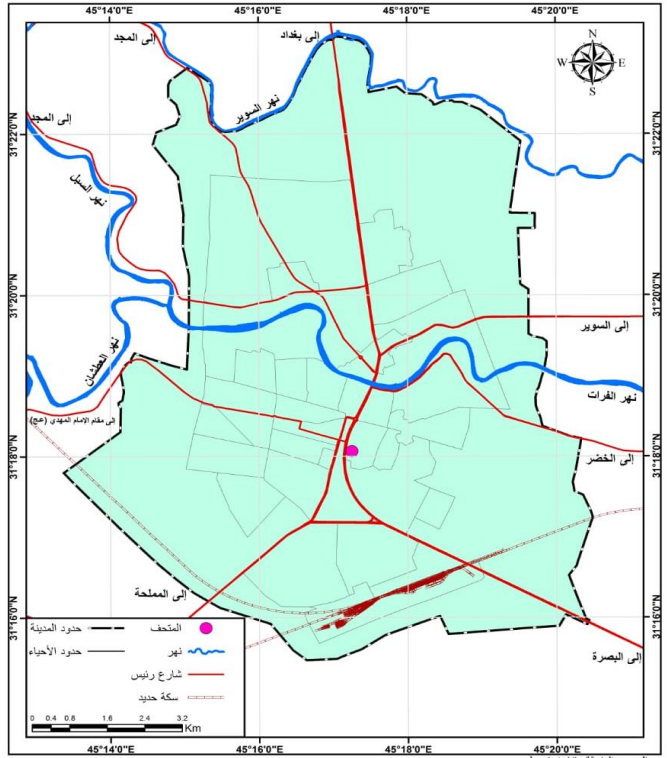 45°14'0"E
45°16'0"E
45°18'0"E
45°20'0"E
إلى المجد
إلى بغداد
N
W
E
S
نهر السوير
إلى المجد
31°22'0"N
31°22'0"N
نهر السبل
31°20'0"N
31°20'0"N
إلى السوير
نهر العطشان
نهر الفرات
إلى مقام الإمام المهدي (عج)
31°18'0"N
31°18'0"N
إلى الخضر
إلى المملحة
31°16'0"N
31°16'0"N
إلى البصرة
المتحف
حدود المدينة
نهر
حدود الأحياء
شارع رئيس
سكة حديد
0 0.4 0.8 1.6 2.4 3.2
Km
45°14'0"E
45°16'0"E
45°18'0"E
45°20'0"E